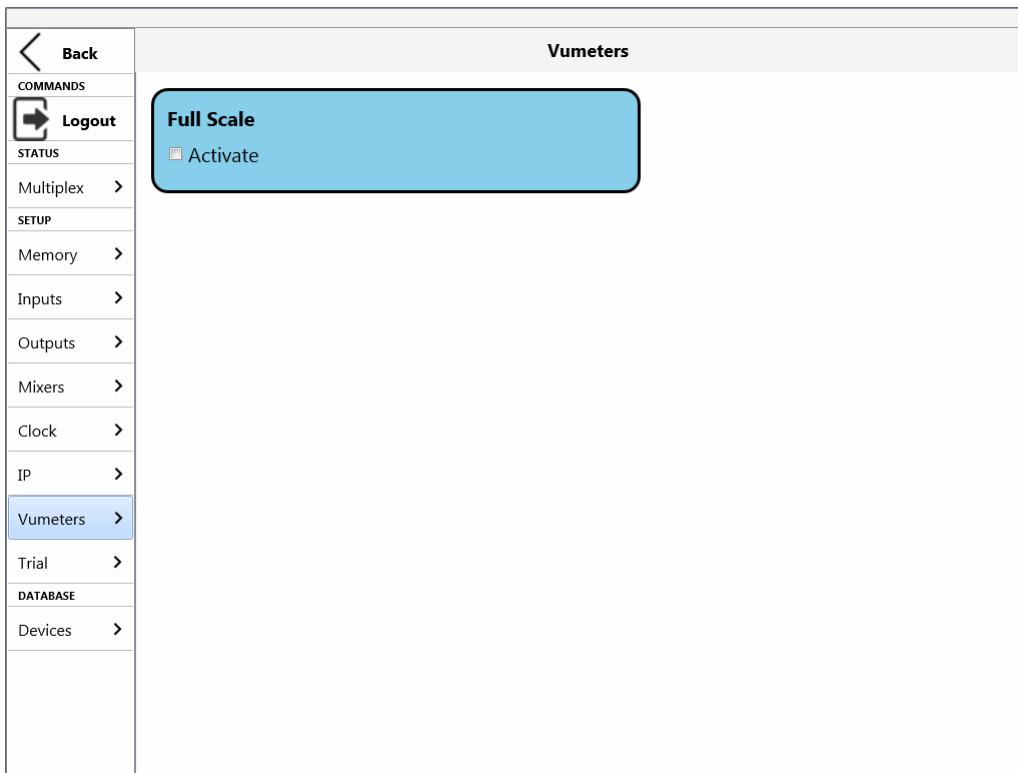 Back
Vumeters
COMMANDS
Logout
Full Scale
Activate
STATUS
Multiplex
SETUP
Memory
Inputs
Outputs
Mixers
Clock
IP
Vumeters
Trial
DATABASE
Devices